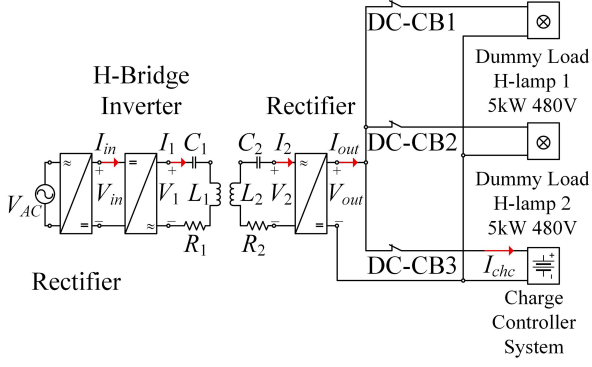 DC-CB1
H-Bridge
Inverter
Rectifier
Dummy Load
H-lamp 1
5kW 480V
I_in I_1 C_1 C_2 I_2 I_out
DC-CB2
V_AC V_in V_1 L_1 L_2 V_2 V_out
Dummy Load
H-lamp 2
5kW 480V
R_1 R_2
DC-CB3
I_chc
Rectifier
Charge
Controller
System